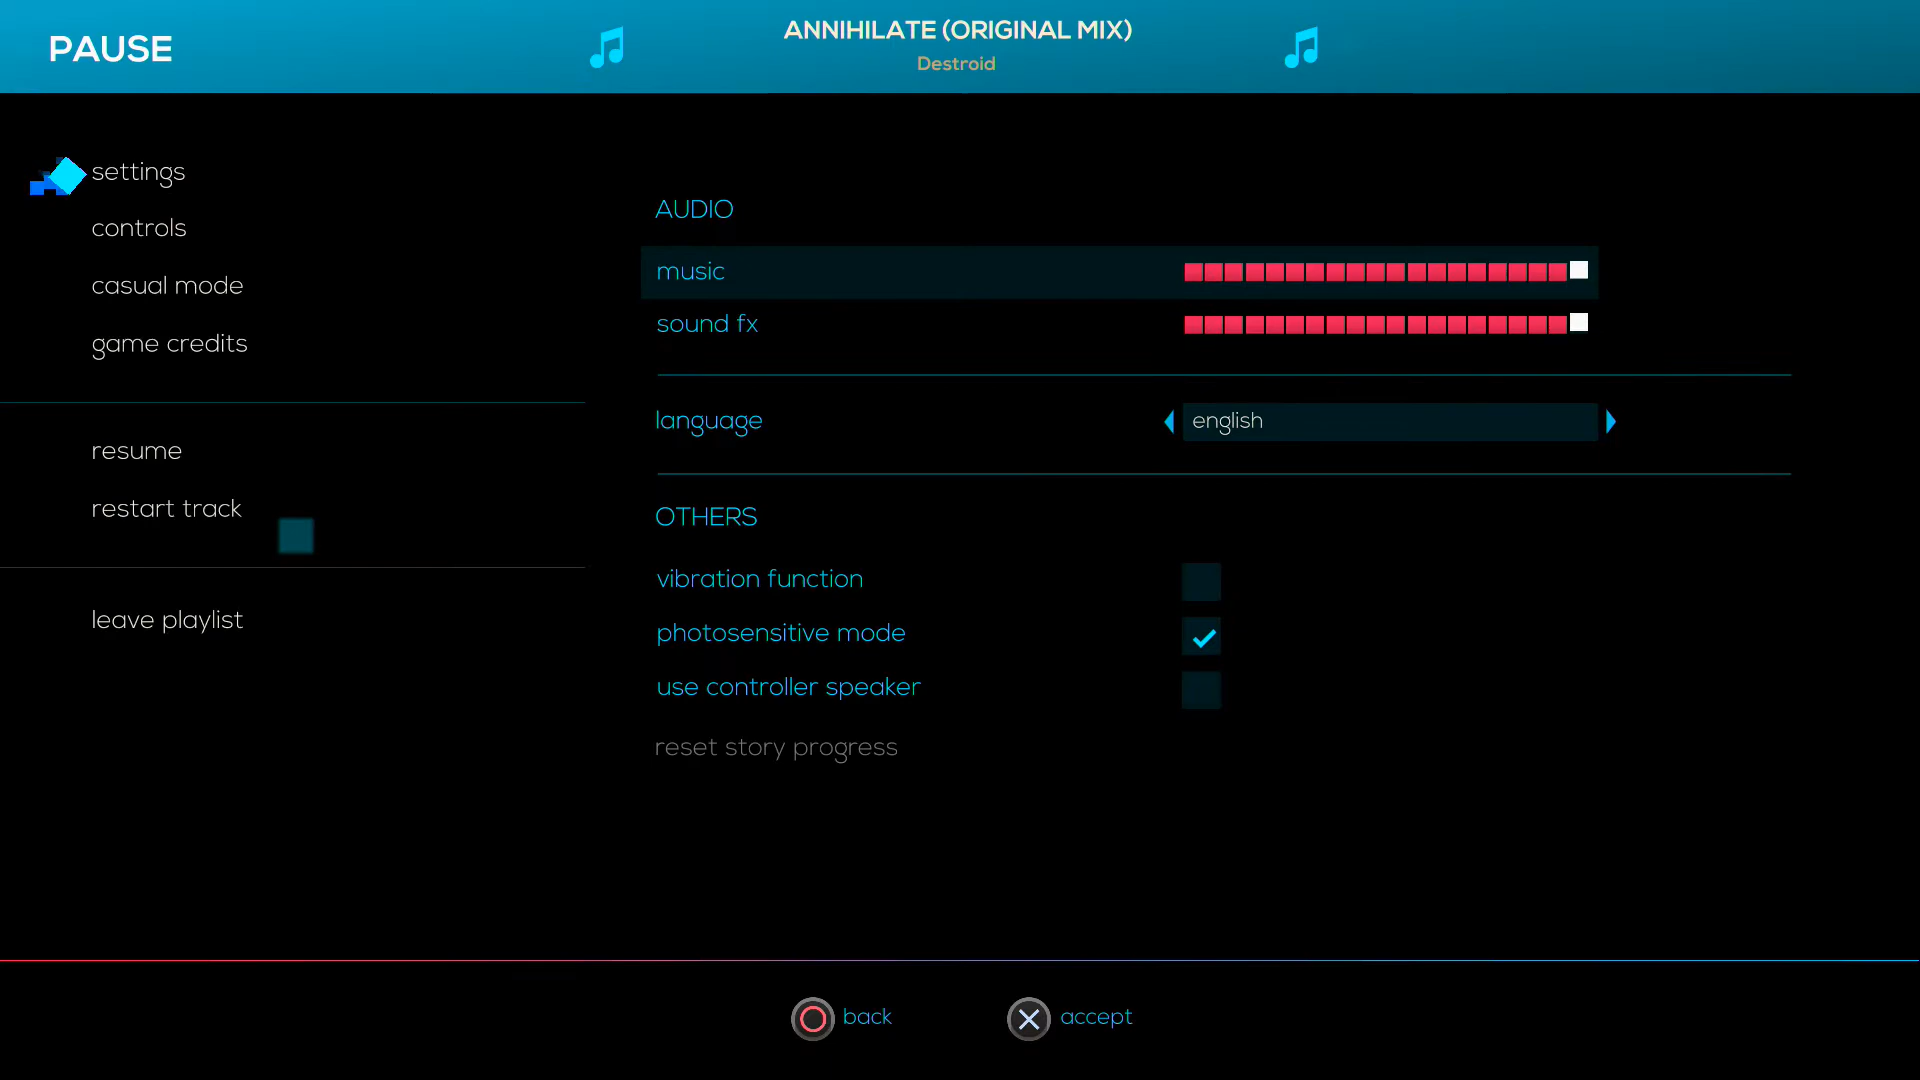 PAUSE
ANNIHILATE (ORIGINAL MIX)
Destroid
settings
controls
casual mode
game credits
resume
restart track
leave playlist
AUDIO
music
sound fx
language
english
OTHERS
vibration function
photosensitive mode
use controller speaker
reset story progress
back
accept